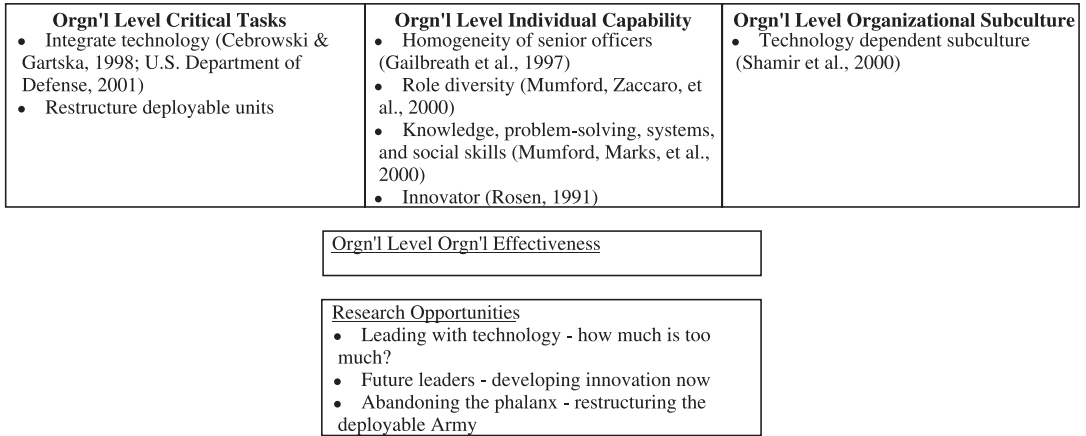 Orgn'l Level Critical Tasks
• Integrate technology (Cebrowski &
Gartska, 1998; U.S. Department of
Defense, 2001)
• Restructure deployable units
Orgn'l Level Individual Capability
• Homogeneity of senior officers
(Gailbreath et al., 1997)
• Role diversity (Mumford, Zaccaro, et
al., 2000)
• Knowledge, problem-solving, systems,
and social skills (Mumford, Marks, et al.,
2000)
• Innovator (Rosen, 1991)
Orgn'l Level Organizational Subculture
• Technology dependent subculture
(Shamir et al., 2000)
Orgn'l Level Orgn'l Effectiveness
Research Opportunities
• Leading with technology - how much is too
much?
• Future leaders - developing innovation now
• Abandoning the phalanx - restructuring the
deployable Army